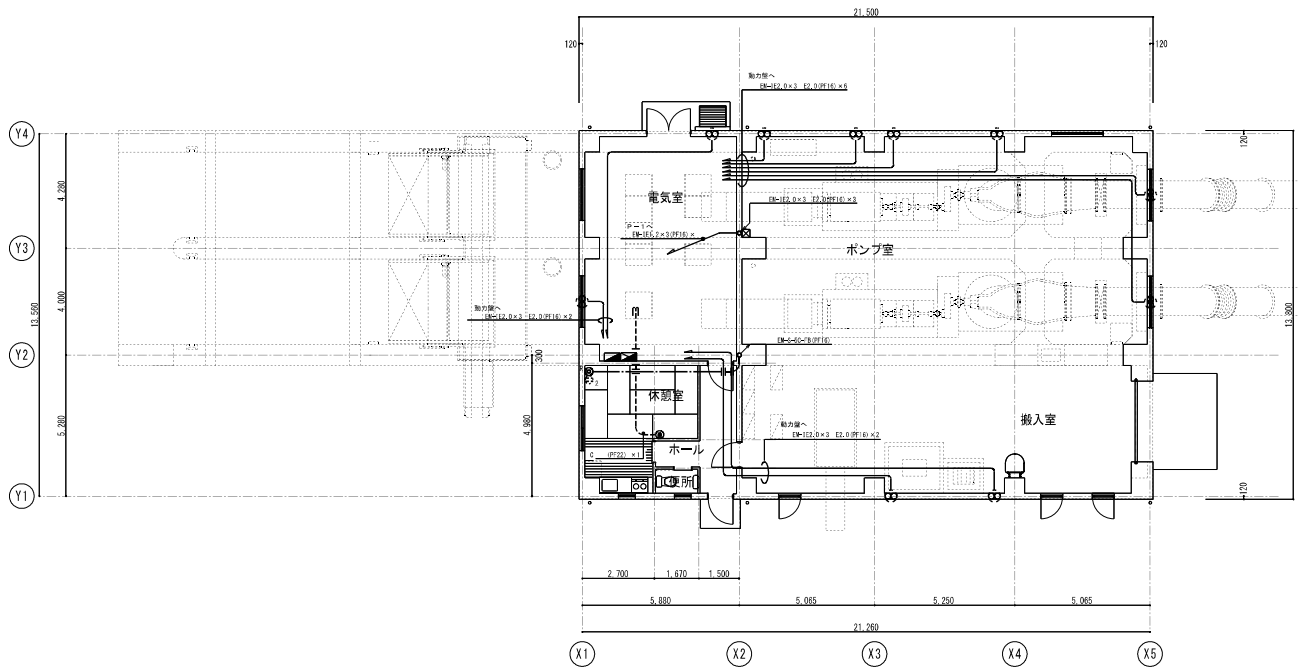 21,500
120
120
動力盤へ
EM-IE2.0×3 E2.0(PF16)×6
Y4
120
電気室
EM-IE2.0×3 E2.0(PF16)×3
4,280
P-1へ
Y3
ポンプ室
動力盤へ
EM-IE2.0×3 E2.0(PF16)×2
4,000
13,560
13,800
Y2
300
2
休憩室
搬入室
動力盤へ
EM-IE2.0×3 E2.0(PF16)×2
5,280
4,980
ホール
(PF22) ×1
便所
Y1
120
2,700
1,670
1,500
5,880
5,065
5,250
5,065
21,260
X1
X2
X3
X4
X5